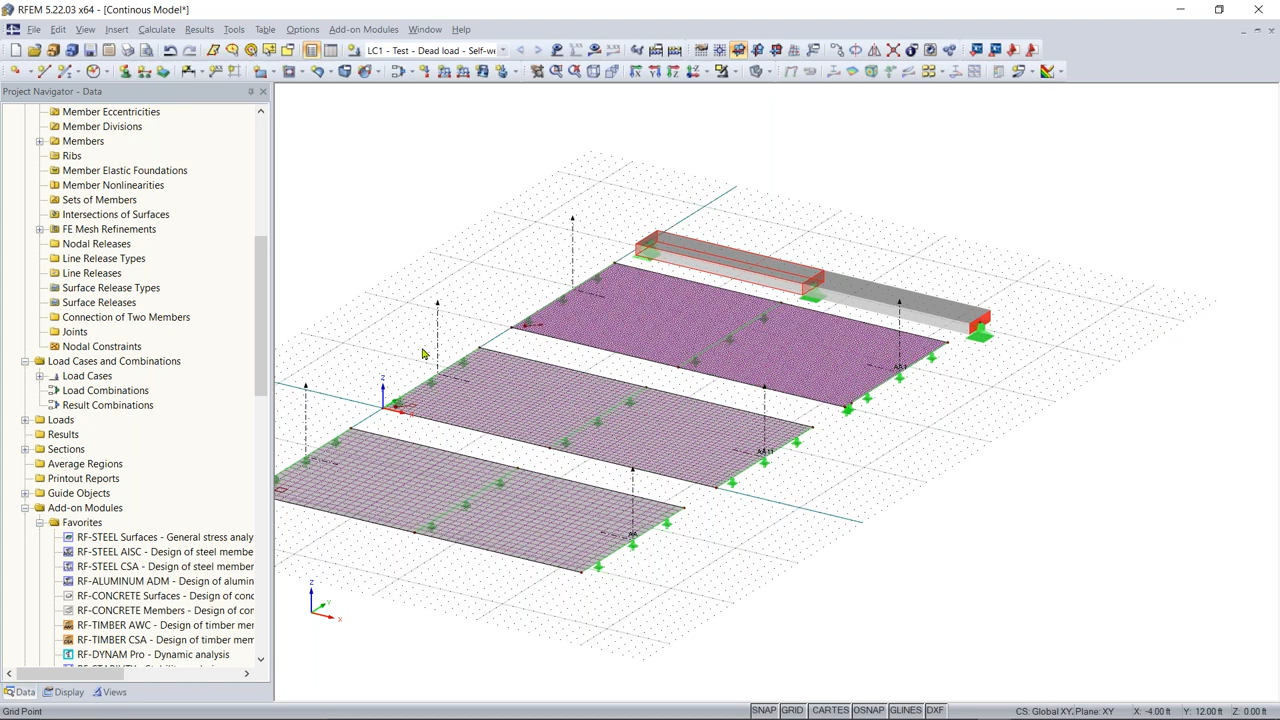 RFEM 5.22.03 x64 - [Continous Model*]
File Edit View Insert Calculate Results Tools Table Options Add-on Modules Window Help
LC1 - Test - Dead load - Self-we
Project Navigator - Data
Member Eccentricities
Member Divisions
Members
Ribs
Member Elastic Foundations
Member Nonlinearities
Sets of Members
Intersections of Surfaces
FE Mesh Refinements
Nodal Releases
Line Release Types
Line Releases
Surface Release Types
Surface Releases
Connection of Two Members
Joints
Nodal Constraints
Load Cases and Combinations
Load Cases
Load Combinations
Result Combinations
Loads
Results
Sections
Average Regions
Printout Reports
Guide Objects
Add-on Modules
Favorites
RF-STEEL Surfaces - General stress analy
RF-STEEL AISC - Design of steel membe
RF-STEEL CSA - Design of steel member
RF-ALUMINUM ADM - Design of alumin
RF-CONCRETE Surfaces - Design of conc
RF-CONCRETE Members - Design of cor
RF-TIMBER AWC - Design of timber mer
RF-TIMBER CSA - Design of timber mem
RF-DYNAM Pro - Dynamic analysis
Z
Z
Y
X
Data Display Views
Grid Point
SNAP GRID CARTES OSNAP GLINES DXF
CS: Global XY, Plane: XY X: -4.00 ft Y: 12.00 ft Z: 0.00 ft